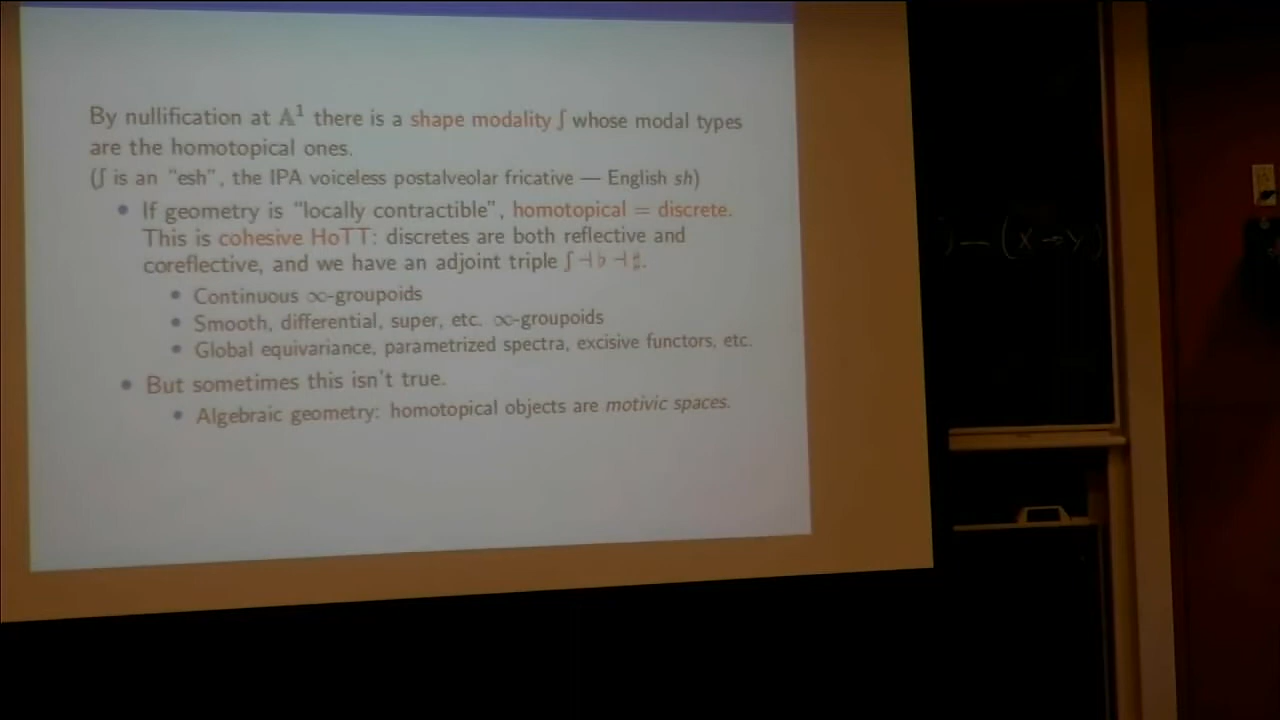 By nullification at 𝔸¹ there is a shape modality ʃ whose modal types
are the homotopical ones.
(ʃ is an "esh", the IPA voiceless postalveolar fricative — English sh)
• If geometry is "locally contractible", homotopical = discrete.
This is cohesive HoTT: discretes are both reflective and
coreflective, and we have an adjoint triple ʃ ⊣ ♭ ⊣ ♯.
• Continuous ∞-groupoids
• Smooth, differential, super, etc. ∞-groupoids
• Global equivariance, parametrized spectra, excisive functors, etc.
• But sometimes this isn't true.
• Algebraic geometry: homotopical objects are motivic spaces.
) — (X → Y)